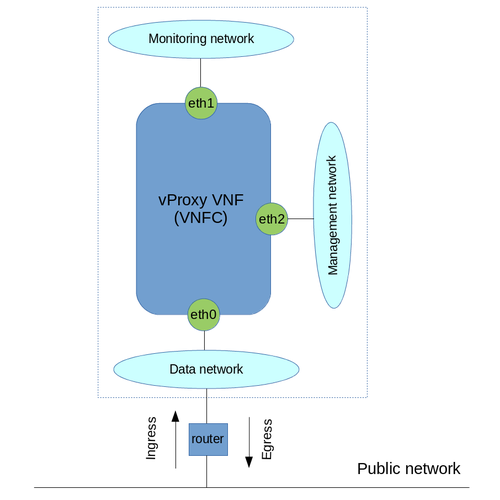 Monitoring network
eth1
vProxy VNF
(VNFC)
eth2
Management network
eth0
Data network
Ingress
router
Egress
Public network